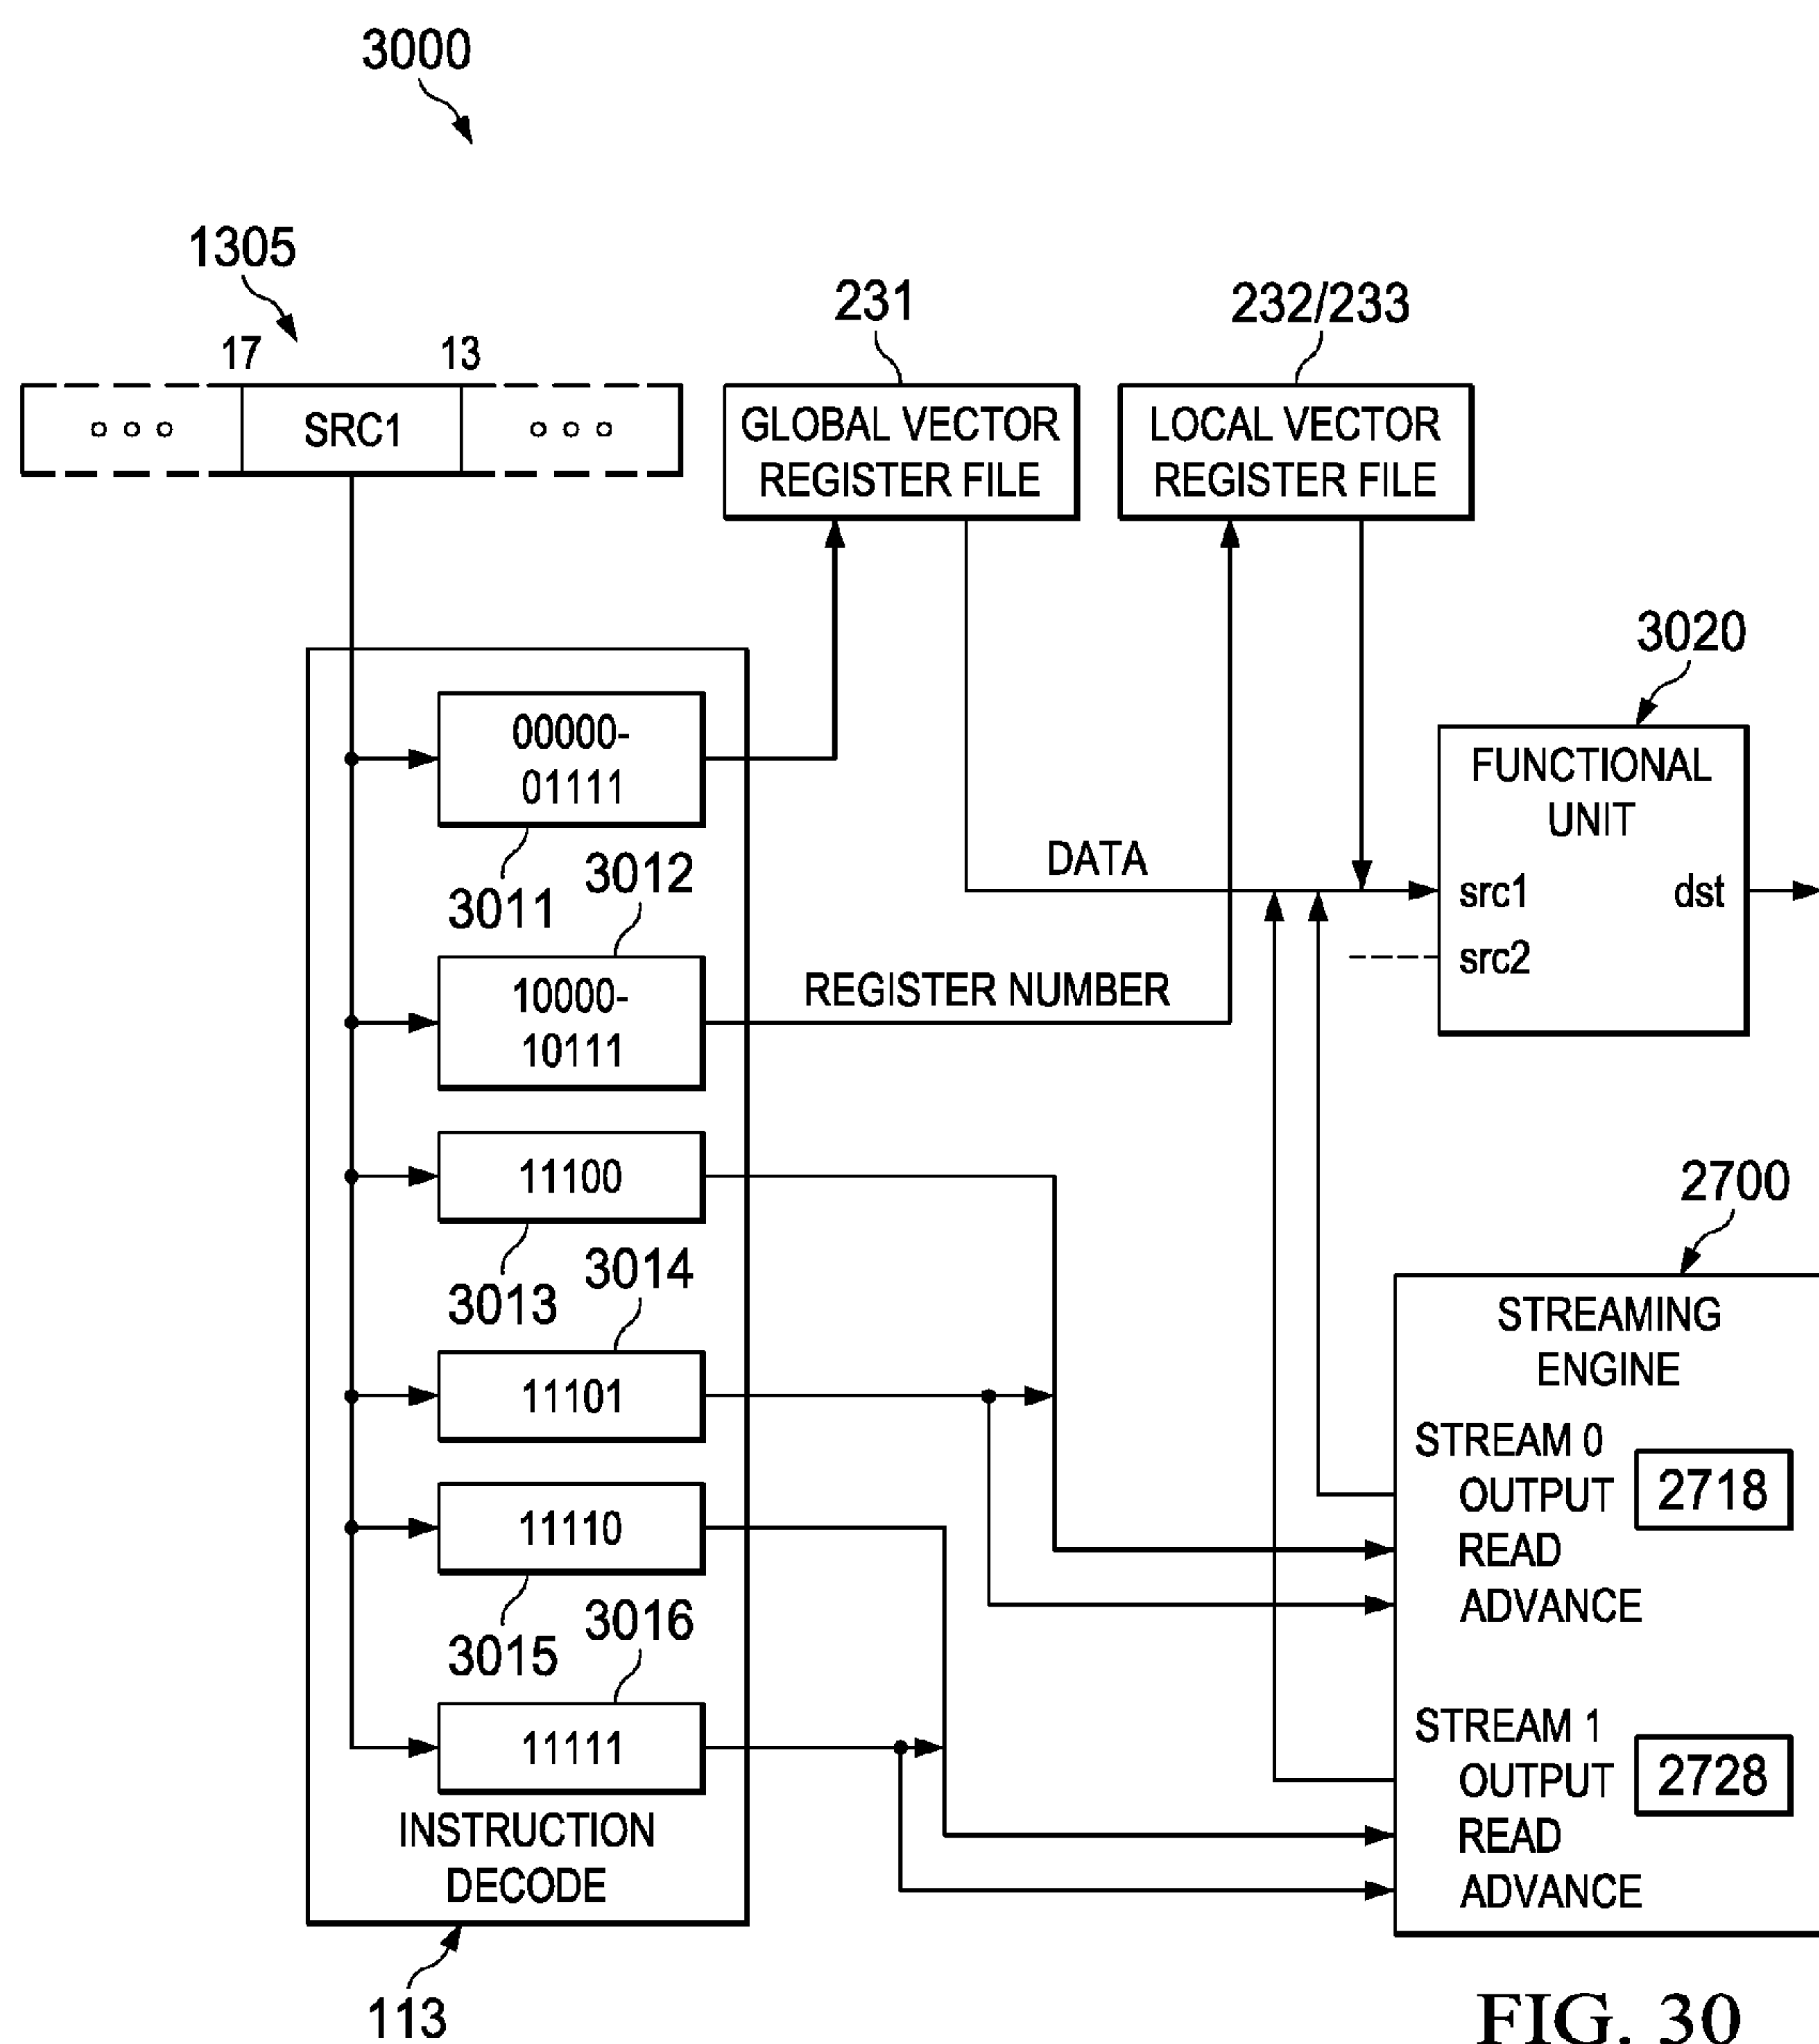 3000
1305
17
13
○ ○ ○
SRC1
○ ○ ○
231
GLOBAL VECTOR
REGISTER FILE
232/233
LOCAL VECTOR
REGISTER FILE
00000-
01111
3011
3012
10000-
10111
REGISTER NUMBER
DATA
3020
FUNCTIONAL
UNIT
src1
dst
src2
11100
3013
3014
11101
11110
3015
3016
11111
INSTRUCTION
DECODE
113
2700
STREAMING
ENGINE
STREAM 0
OUTPUT
2718
READ
ADVANCE
STREAM 1
OUTPUT
2728
READ
ADVANCE
FIG. 30